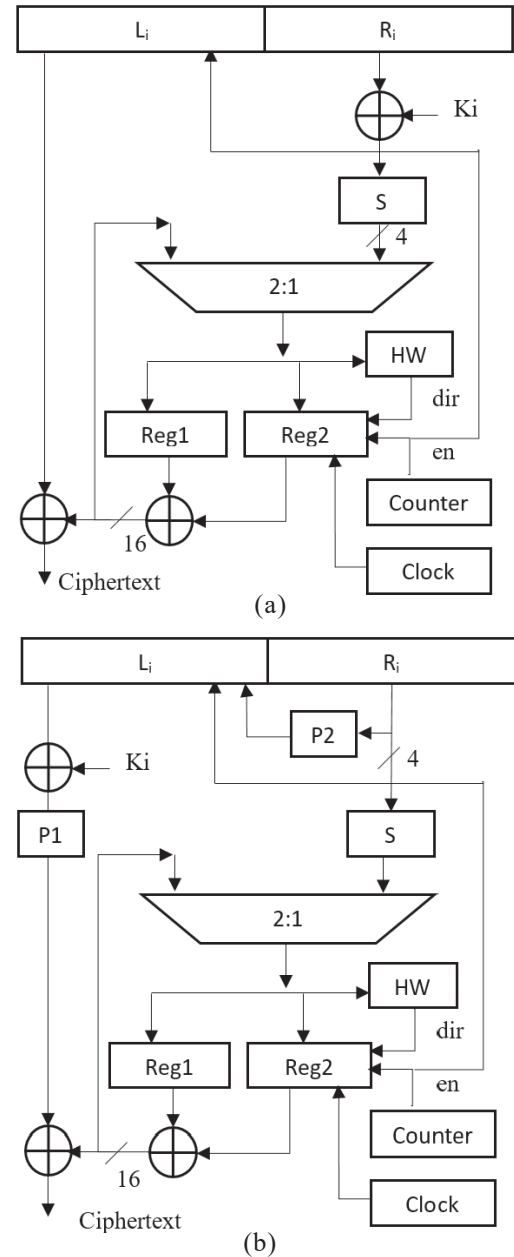 Lᵢ Rᵢ
Ki
S
4
2:1
HW
dir
Reg1 Reg2
en
16 Counter
Clock
Ciphertext
(a)
Lᵢ Rᵢ
P2
Ki 4
P1 S
2:1
HW
dir
Reg1 Reg2
en
16 Counter
Clock
Ciphertext
(b)